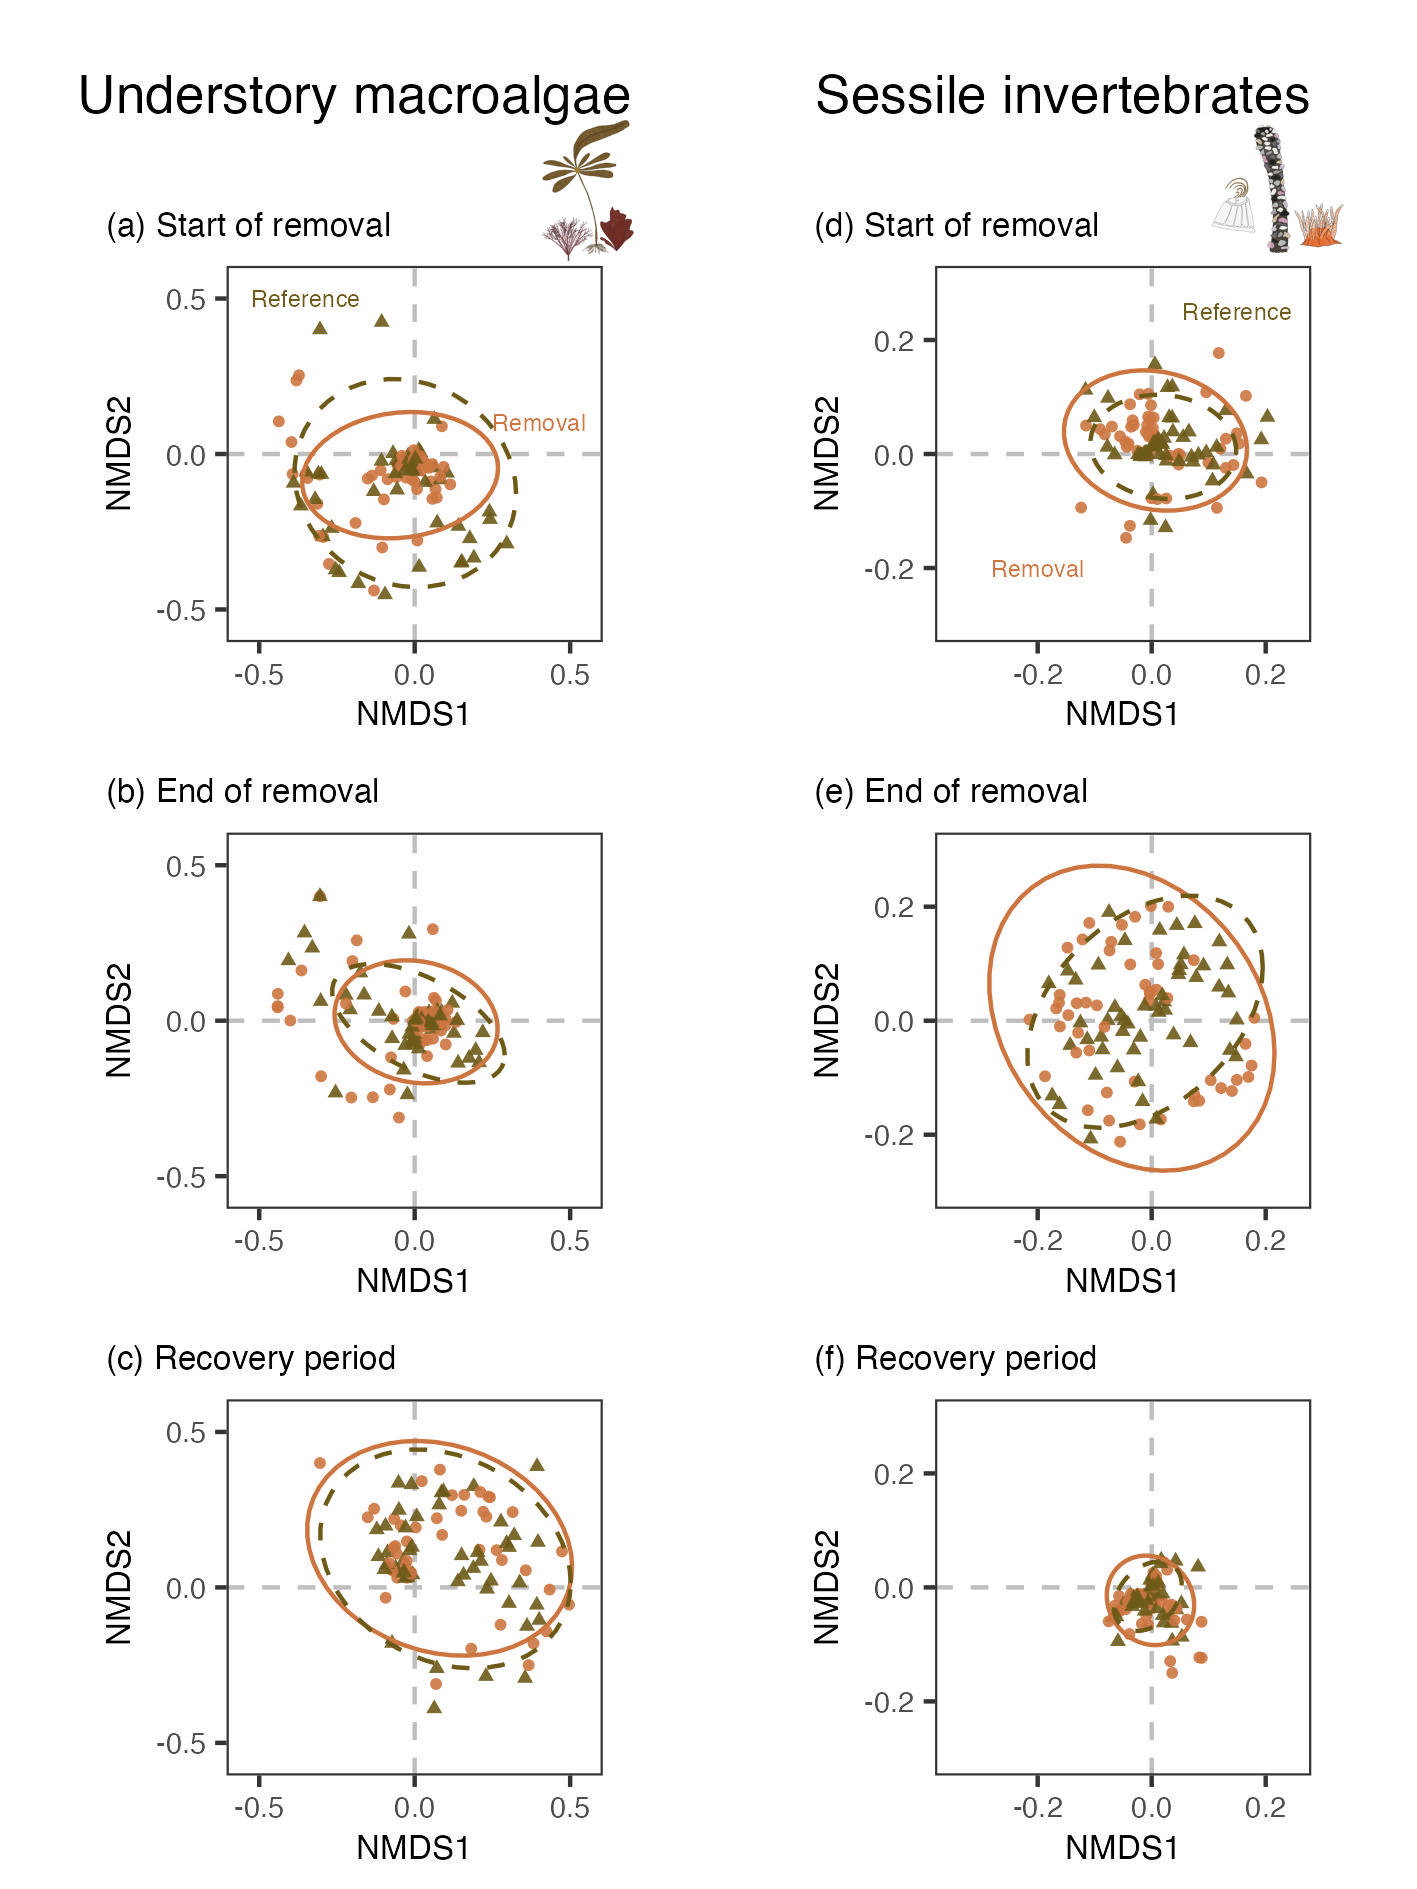 Understory macroalgae
Sessile invertebrates
(a) Start of removal
Reference
Removal
0.5
0.0
-0.5
NMDS2
-0.5 0.0 0.5
NMDS1
(d) Start of removal
Reference
Removal
0.2
0.0
-0.2
NMDS2
-0.2 0.0 0.2
NMDS1
(b) End of removal
0.5
0.0
-0.5
NMDS2
-0.5 0.0 0.5
NMDS1
(e) End of removal
0.2
0.0
-0.2
NMDS2
-0.2 0.0 0.2
NMDS1
(c) Recovery period
0.5
0.0
-0.5
NMDS2
-0.5 0.0 0.5
NMDS1
(f) Recovery period
0.2
0.0
-0.2
NMDS2
-0.2 0.0 0.2
NMDS1